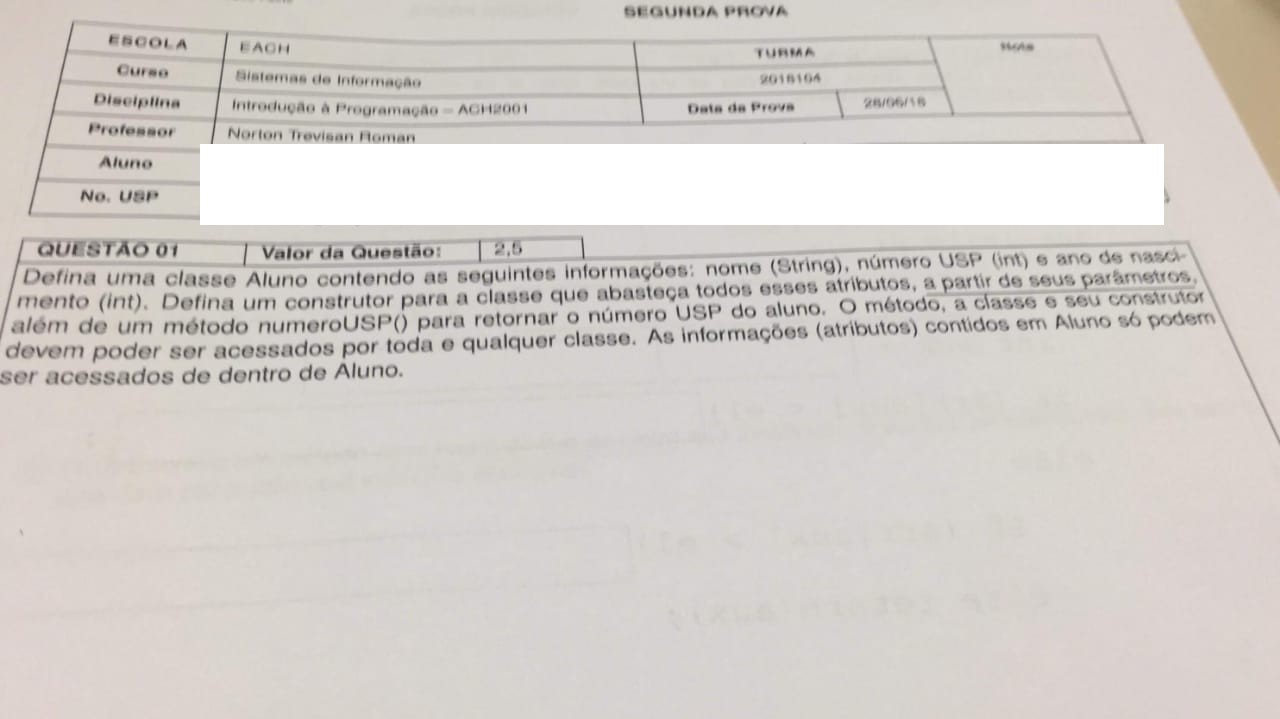 SEGUNDA PROVA
ESCOLA EACH TURMA Nota
Curso Sistemas de Informação 2018104
Disciplina Introdução à Programação – ACH2001 Data da Prova 28/06/18
Professor Norton Trevisan Roman
Aluno
No. USP
QUESTÃO 01 Valor da Questão: 2,5
Defina uma classe Aluno contendo as seguintes informações: nome (String), número USP (int) e ano de nasci-
mento (int). Defina um construtor para a classe que abasteça todos esses atributos, a partir de seus parâmetros,
além de um método numeroUSP() para retornar o número USP do aluno. O método, a classe e seu construtor
devem poder ser acessados por toda e qualquer classe. As informações (atributos) contidos em Aluno só podem
ser acessados de dentro de Aluno.